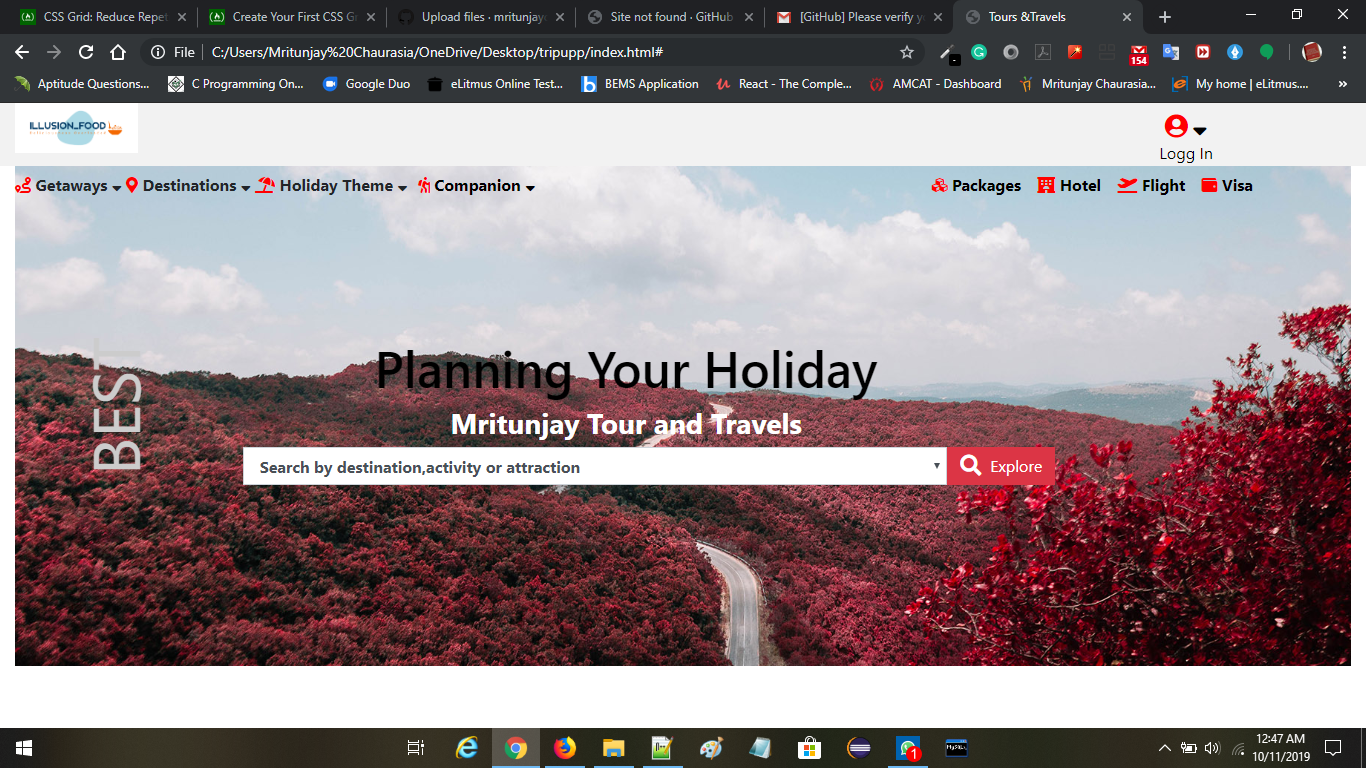 CSS Grid: Reduce Repet
Create Your First CSS Gr
Upload files · mritunjay
Site not found · GitHub
[GitHub] Please verify y
Tours &Travels
File
C:/Users/Mritunjay%20Chaurasia/OneDrive/Desktop/tripupp/index.html#
154
Aptitude Questions...
C Programming On...
Google Duo
eLitmus Online Test...
BEMS Application
React - The Comple...
AMCAT - Dashboard
Mritunjay Chaurasia...
My home | eLitmus....
»
ILLUSION_FOOD
Logg In
Getaways
Destinations
Holiday Theme
Companion
Packages
Hotel
Flight
Visa
BEST
Planning Your Holiday
Mritunjay Tour and Travels
Search by destination,activity or attraction
Explore
1
MySQL
12:47 AM
10/11/2019